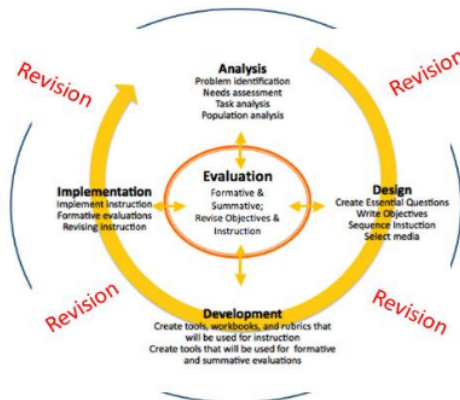 Analysis
Problem identification
Needs assessment
Task analysis
Population analysis
Revision
Revision
Evaluation
Formative &
Summative;
Revise Objectives &
Instruction
Implementation
Implement instruction
Formative evaluations
Revising instruction
Design
Create Essential Questions
Write Objectives
Sequence Instuction
Select media
Revision
Revision
Development
Create tools, workbooks, and rubrics that
will be used for instruction
Create tools that will be used for formative
and summative evaluations